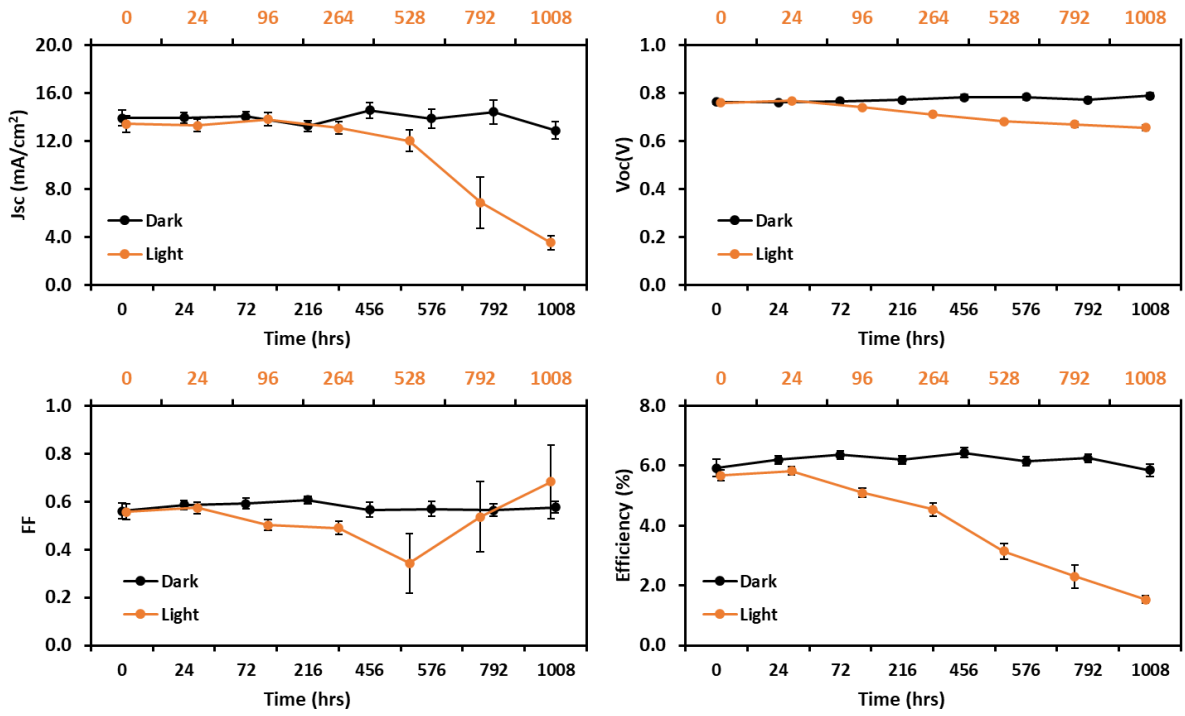 0 24 96 264 528 792 1008
20.0
16.0
12.0
8.0
4.0
0.0
Jsc (mA/cm²)
Dark
Light
0 24 72 216 456 576 792 1008
Time (hrs)
0 24 96 264 528 792 1008
1.0
0.8
0.6
0.4
0.2
0.0
Voc(V)
Dark
Light
0 24 72 216 456 576 792 1008
Time (hrs)
0 24 96 264 528 792 1008
1.0
0.8
0.6
0.4
0.2
0.0
FF
Dark
Light
0 24 72 216 456 576 792 1008
Time (hrs)
0 24 96 264 528 792 1008
8.0
6.0
4.0
2.0
0.0
Efficiency (%)
Dark
Light
0 24 72 216 456 576 792 1008
Time (hrs)